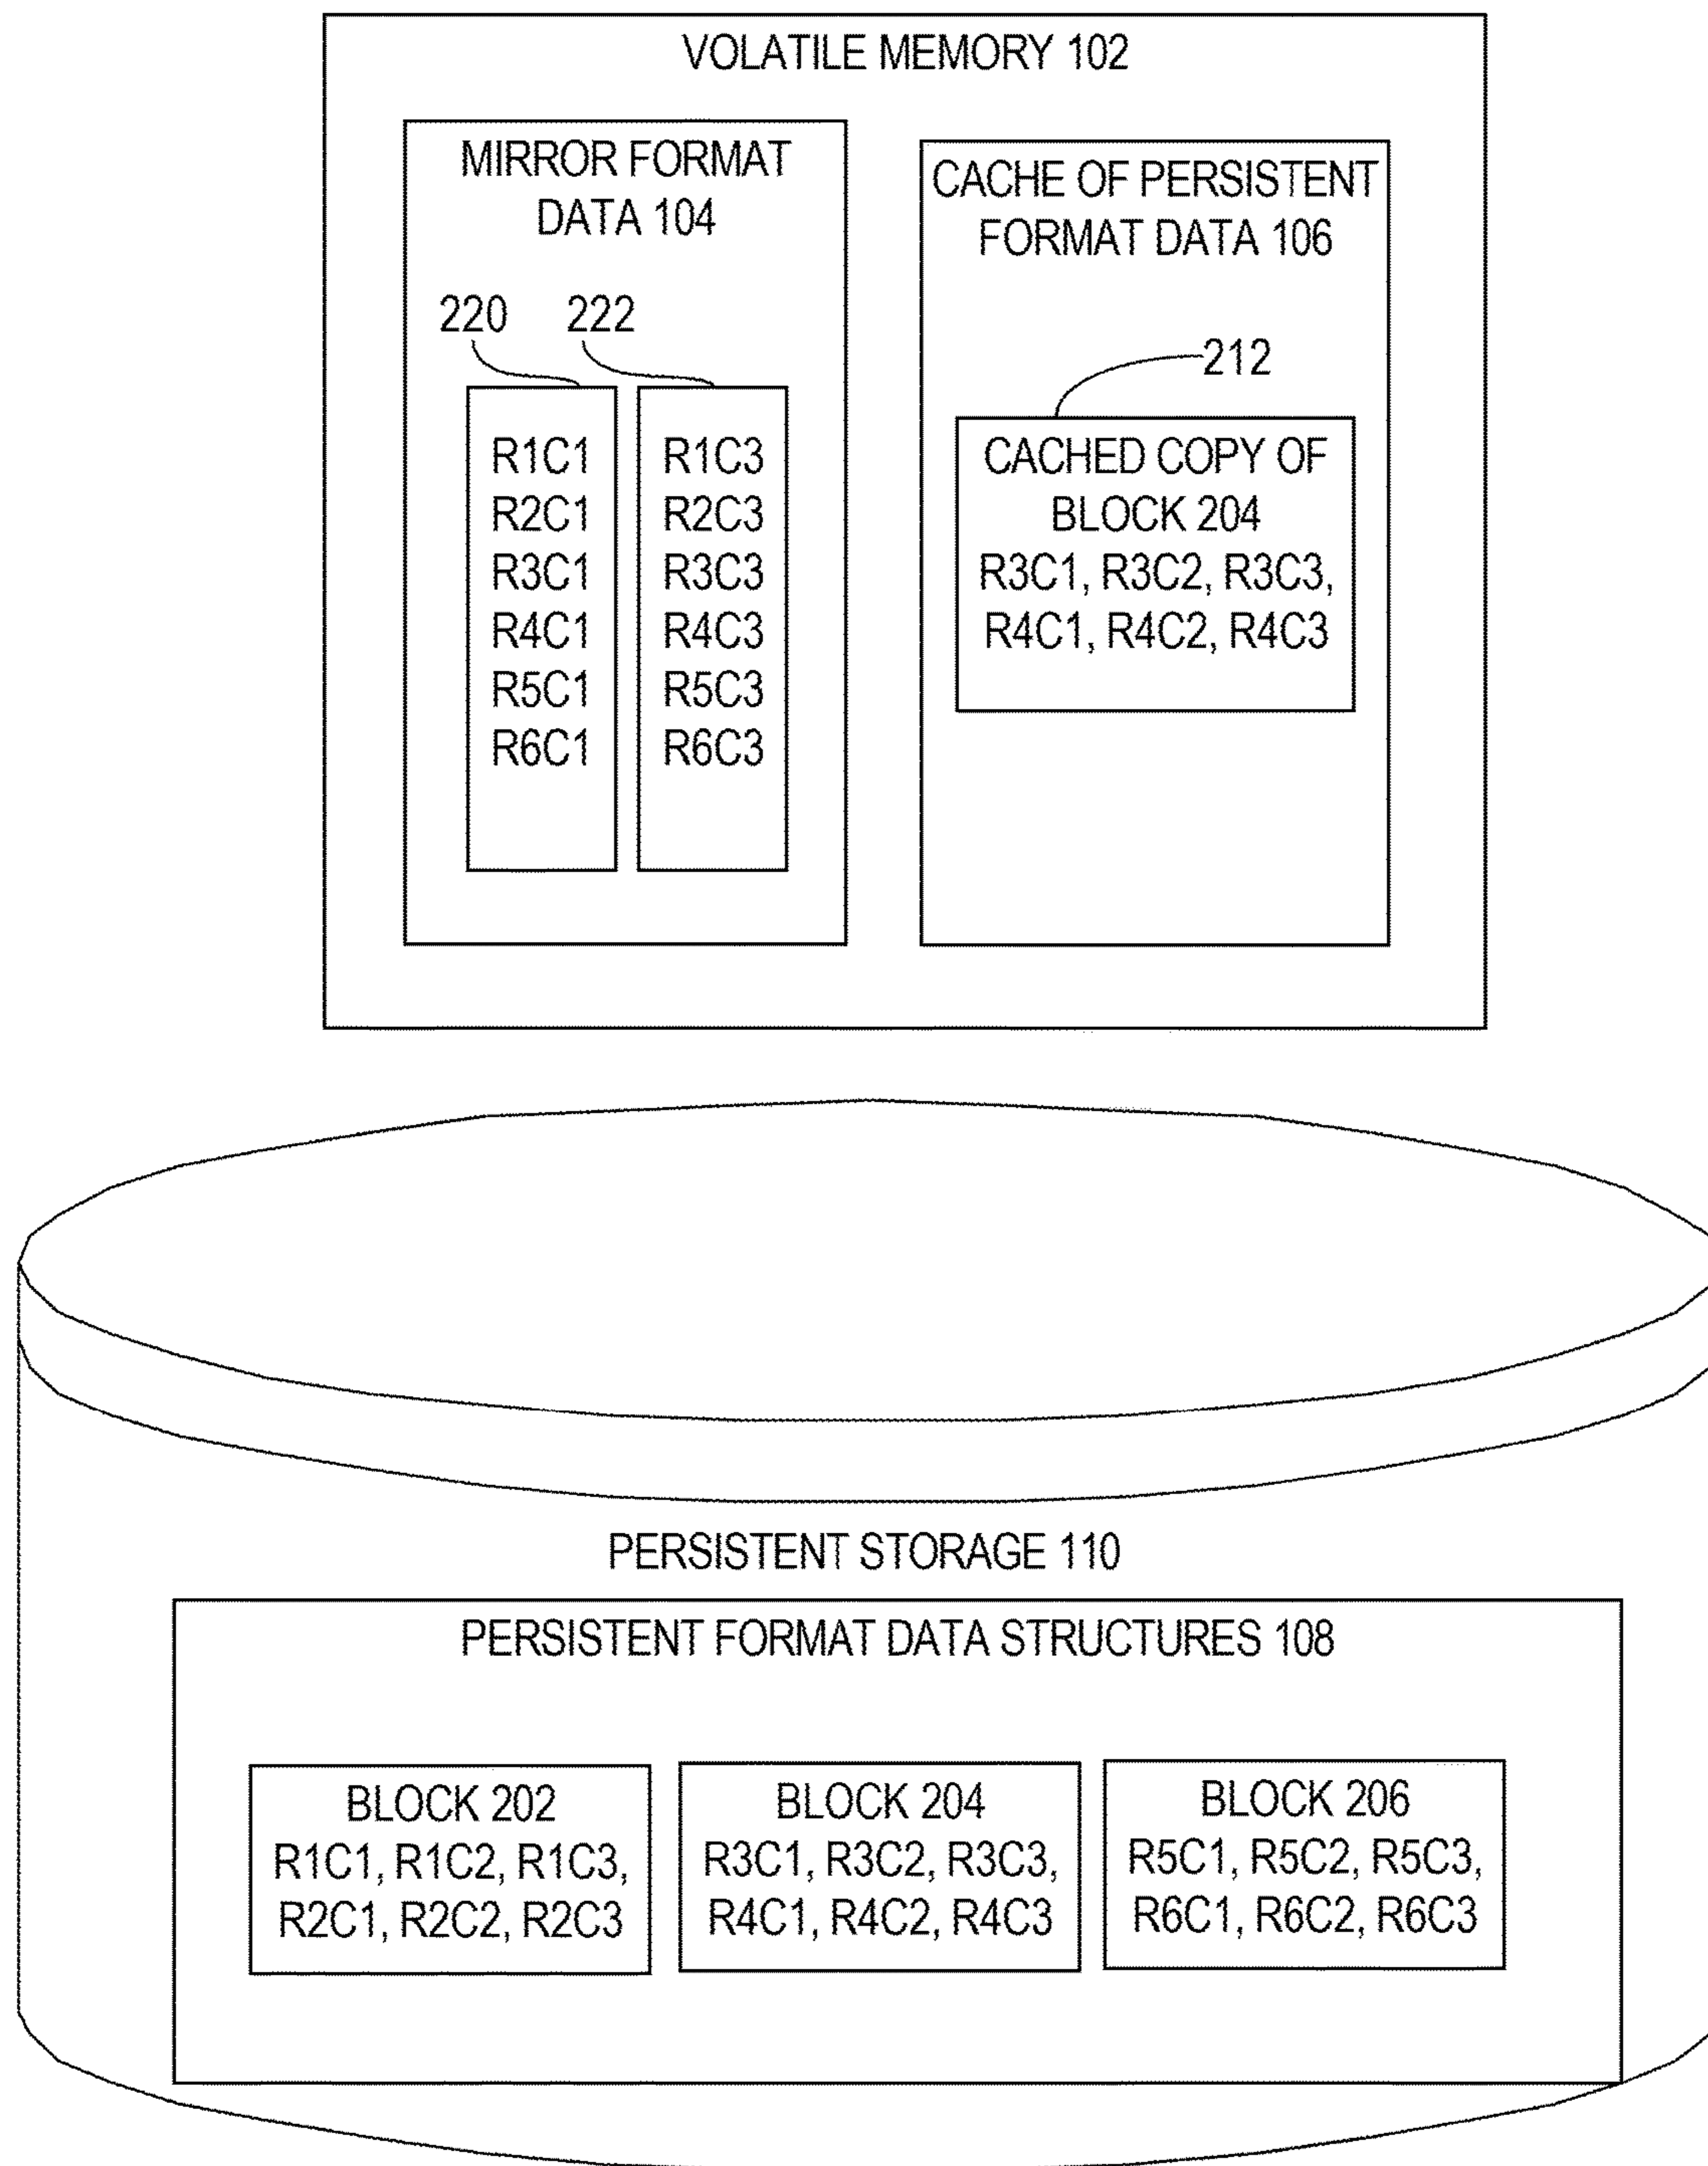 VOLATILE MEMORY 102
MIRROR FORMAT
DATA 104
220
222
R1C1
R2C1
R3C1
R4C1
R5C1
R6C1
R1C3
R2C3
R3C3
R4C3
R5C3
R6C3
CACHE OF PERSISTENT
FORMAT DATA 106
212
CACHED COPY OF
BLOCK 204
R3C1, R3C2, R3C3,
R4C1, R4C2, R4C3
PERSISTENT STORAGE 110
PERSISTENT FORMAT DATA STRUCTURES 108
BLOCK 202
R1C1, R1C2, R1C3,
R2C1, R2C2, R2C3
BLOCK 204
R3C1, R3C2, R3C3,
R4C1, R4C2, R4C3
BLOCK 206
R5C1, R5C2, R5C3,
R6C1, R6C2, R6C3